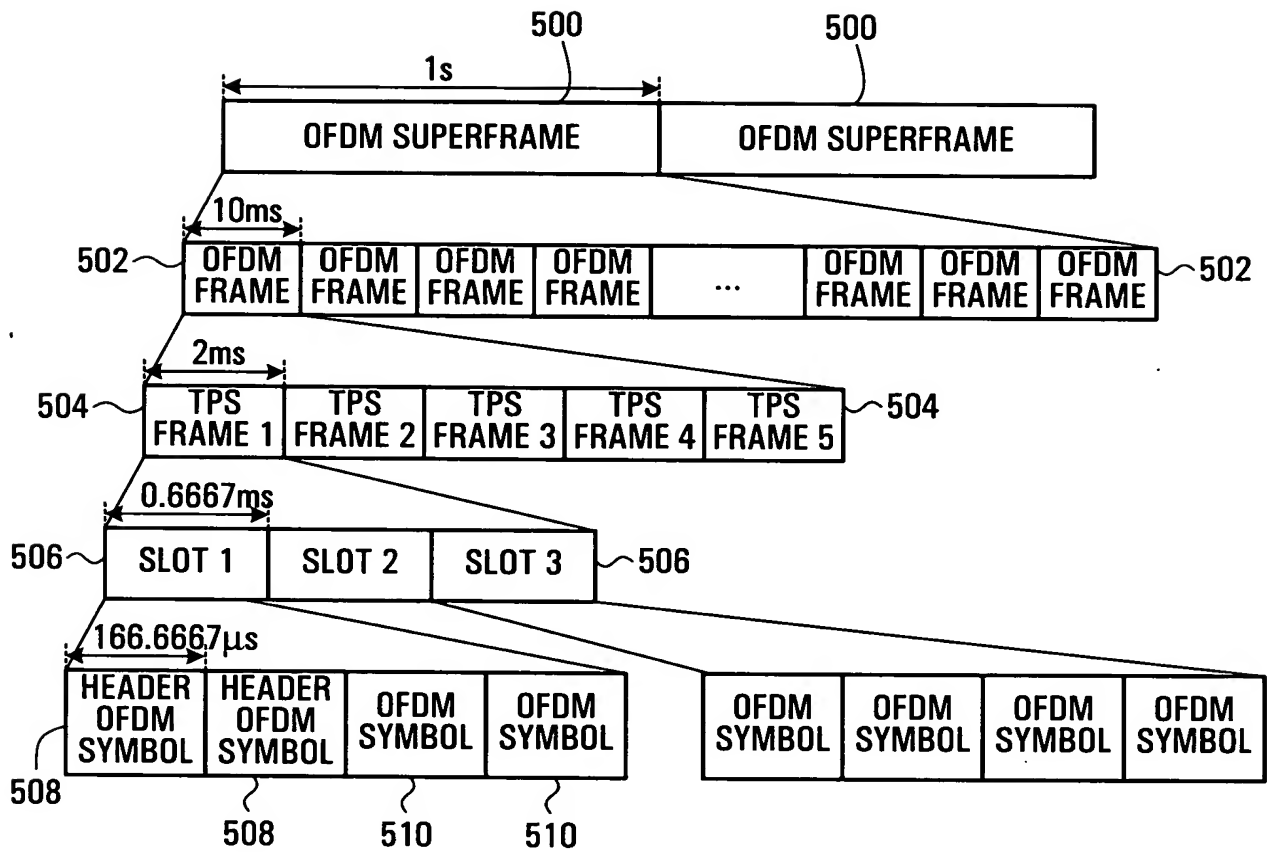 500 500
1s
OFDM SUPERFRAME OFDM SUPERFRAME
10ms
502 OFDM FRAME OFDM FRAME OFDM FRAME OFDM FRAME ... OFDM FRAME OFDM FRAME OFDM FRAME 502
2ms
504 TPS FRAME 1 TPS FRAME 2 TPS FRAME 3 TPS FRAME 4 TPS FRAME 5 504
0.6667ms
506 SLOT 1 SLOT 2 SLOT 3 506
166.6667µs
HEADER OFDM SYMBOL HEADER OFDM SYMBOL OFDM SYMBOL OFDM SYMBOL OFDM SYMBOL OFDM SYMBOL OFDM SYMBOL OFDM SYMBOL
508 508 510 510